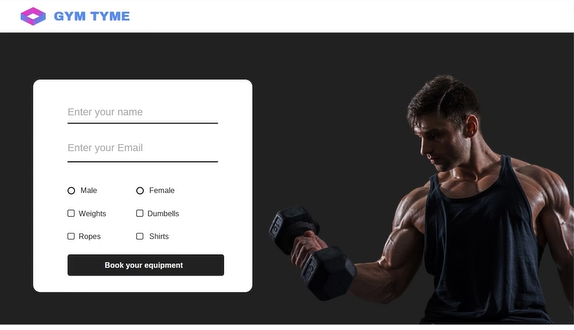 GYM TYME
Enter your name
Enter your Email
Male Female
Weights Dumbells
Ropes Shirts
Book your equipment